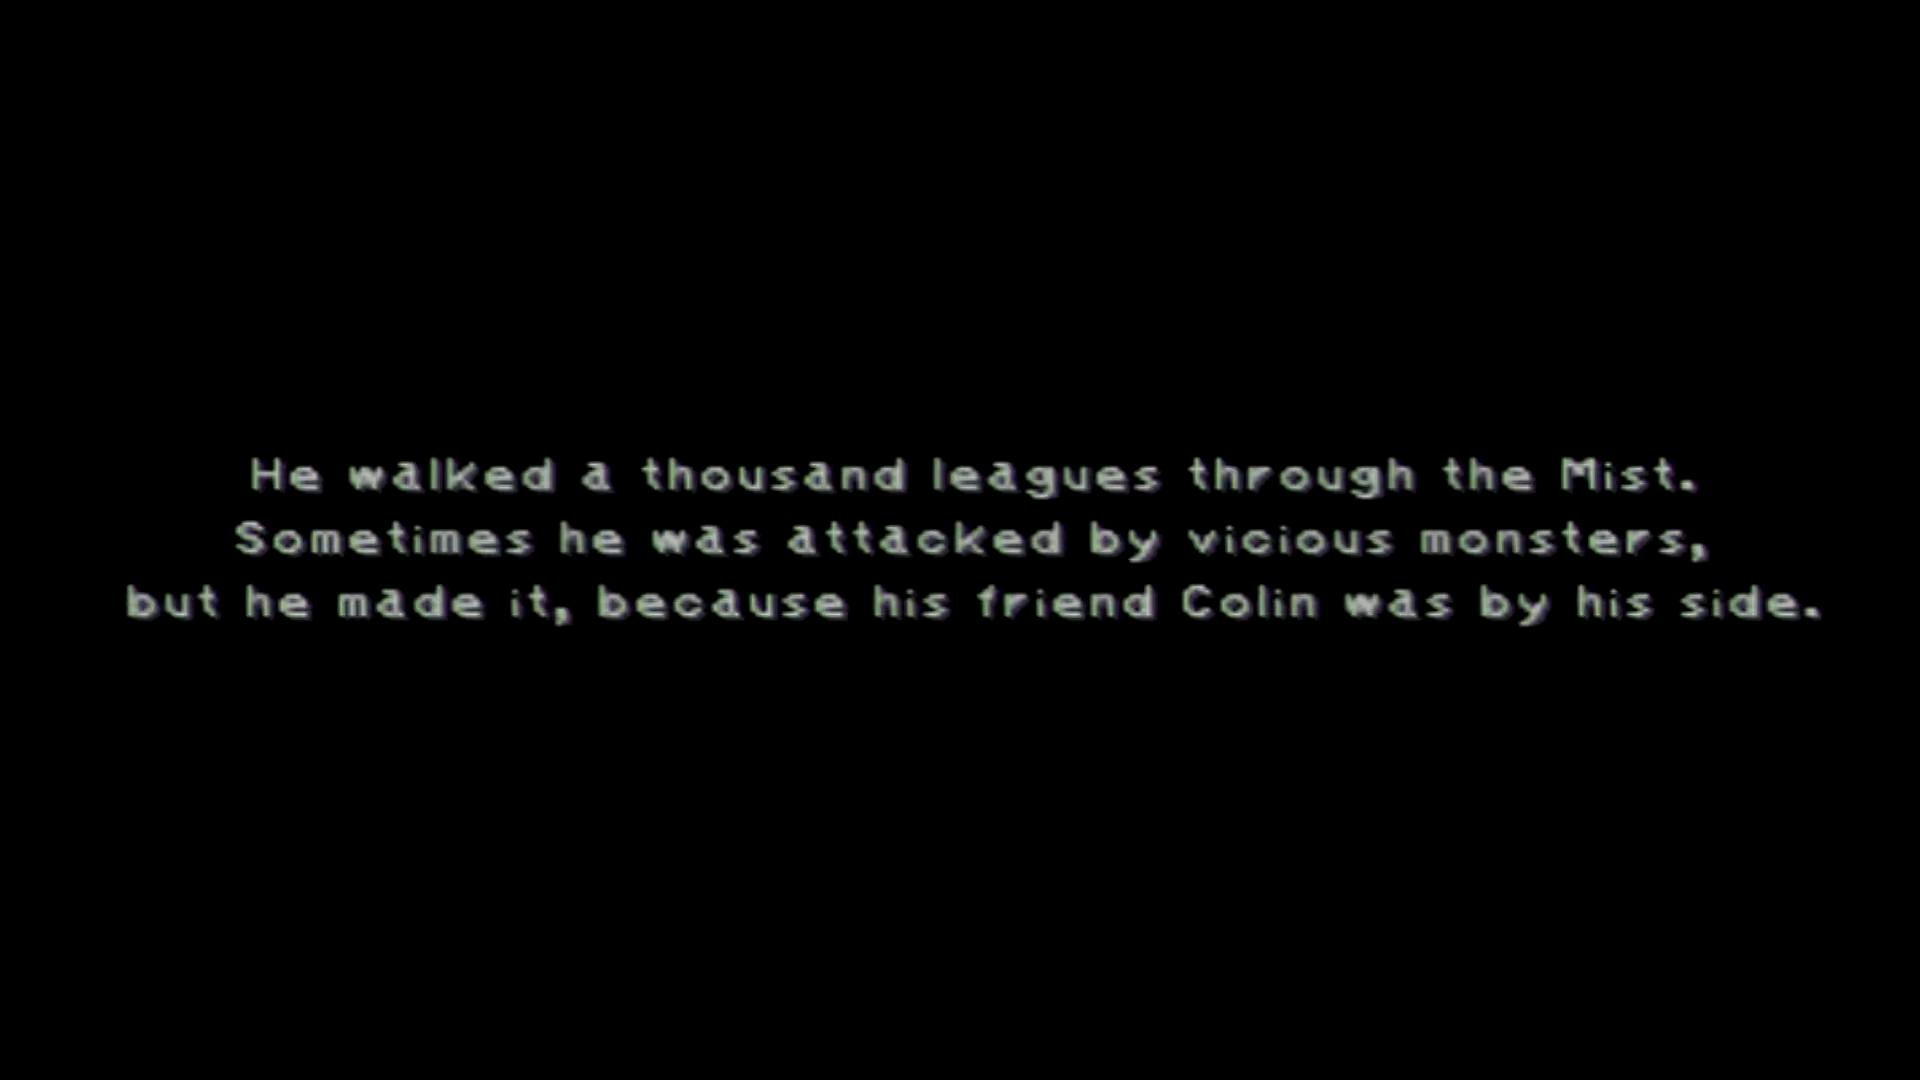 He walked a thousand leagues through the Mist.
Sometimes he was attacked by vicious monsters,
but he made it, because his friend Colin was by his side.